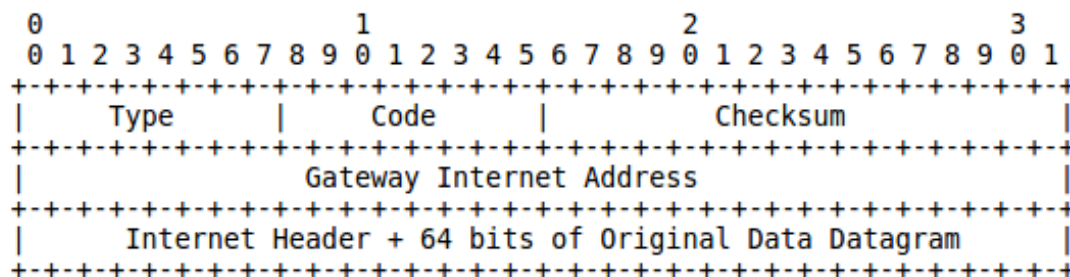 0                   1                   2                   3
 0 1 2 3 4 5 6 7 8 9 0 1 2 3 4 5 6 7 8 9 0 1 2 3 4 5 6 7 8 9 0 1
+-+-+-+-+-+-+-+-+-+-+-+-+-+-+-+-+-+-+-+-+-+-+-+-+-+-+-+-+-+-+-+-+
|     Type      |     Code      |          Checksum             |
+-+-+-+-+-+-+-+-+-+-+-+-+-+-+-+-+-+-+-+-+-+-+-+-+-+-+-+-+-+-+-+-+
|                 Gateway Internet Address                      |
+-+-+-+-+-+-+-+-+-+-+-+-+-+-+-+-+-+-+-+-+-+-+-+-+-+-+-+-+-+-+-+-+
|      Internet Header + 64 bits of Original Data Datagram      |
+-+-+-+-+-+-+-+-+-+-+-+-+-+-+-+-+-+-+-+-+-+-+-+-+-+-+-+-+-+-+-+-+